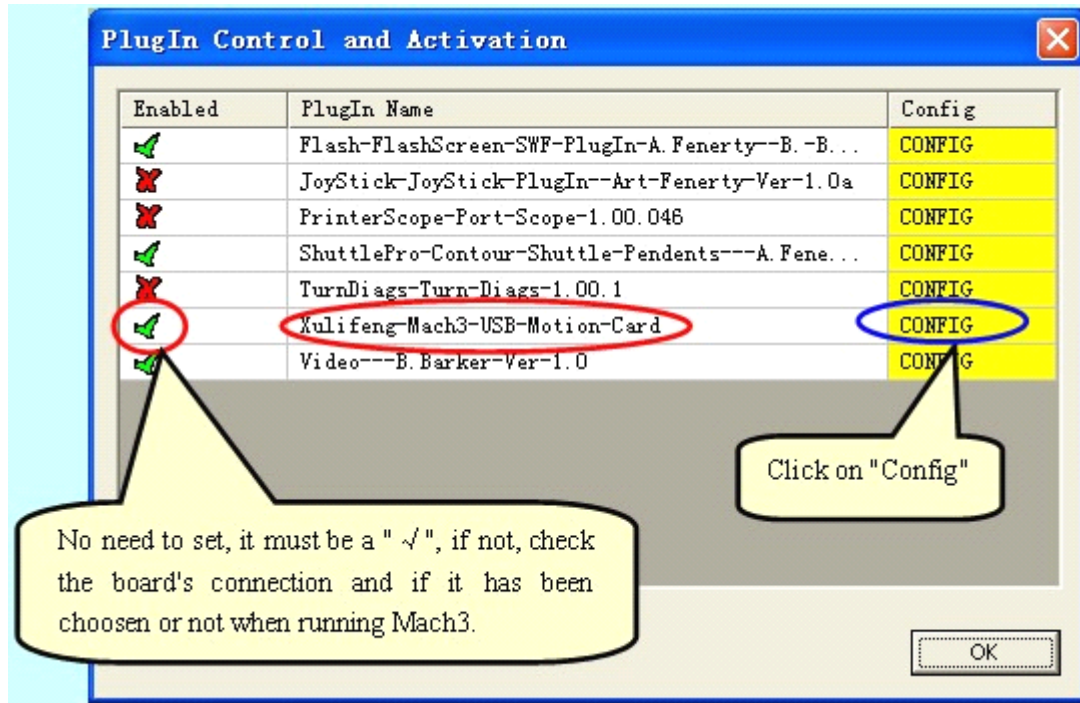 PlugIn Control and Activation
Enabled PlugIn Name Config
Flash-FlashScreen-SWF-PlugIn-A.Fenerty--B.-B... CONFIG
JoyStick-JoyStick-PlugIn--Art-Fenerty-Ver-1.0a CONFIG
PrinterScope-Port-Scope-1.00.046 CONFIG
ShuttlePro-Contour-Shuttle-Pendents---A.Fene... CONFIG
TurnDiags-Turn-Diags-1.00.1 CONFIG
Xulifeng-Mach3-USB-Motion-Card CONFIG
Video---B.Barker-Ver-1.0 CONFIG
Click on "Config"
No need to set, it must be a " √ ", if not, check
the board's connection and if it has been
choosen or not when running Mach3.
OK